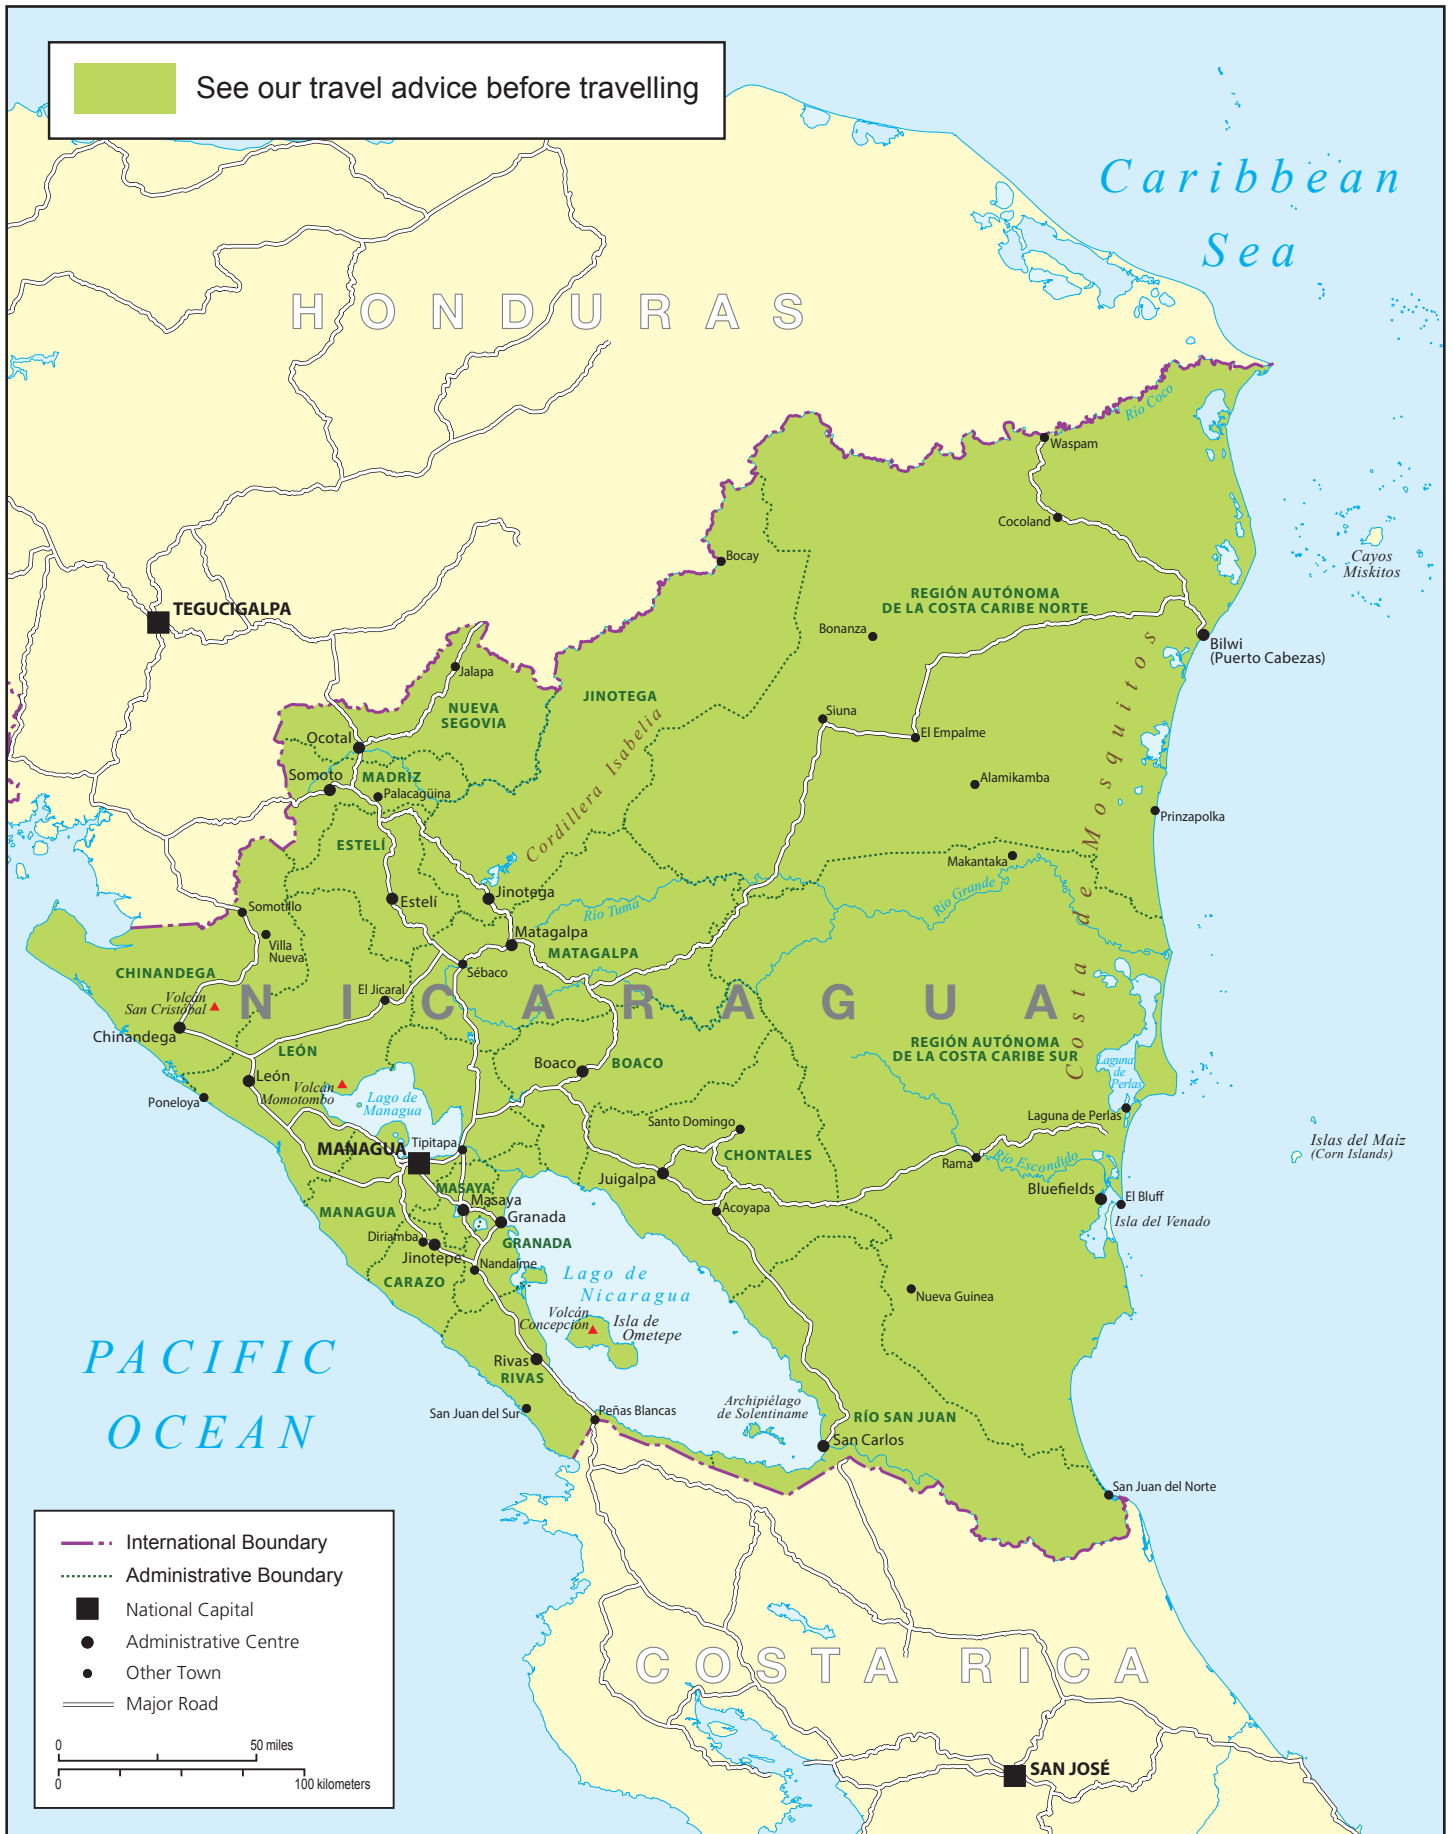 See our travel advice before travelling
Caribbean
Sea
HONDURAS
Río Coco
Waspam
Cocoland
Bocay
Cayos
Miskitos
TEGUCIGALPA
REGIÓN AUTÓNOMA
DE LA COSTA CARIBE NORTE
Bonanza
Bilwi
(Puerto Cabezas)
Jalapa
JINOTEGA
NUEVA
SEGOVIA
Siuna
El Empalme
Ocotal
Cordillera Isabelia
Costa de Mosquitos
Somoto
MADRIZ
Palacagüina
Alamikamba
Prinzapolka
ESTELÍ
Makantaka
Jinotega
Estelí
Río Tuma
Río Grande
Somotillo
Villa
Nueva
Matagalpa
MATAGALPA
Sébaco
CHINANDEGA
El Jicaral
Volcán
San Cristóbal
NICARAGUA
Chinandega
LEÓN
REGIÓN AUTÓNOMA
DE LA COSTA CARIBE SUR
Boaco
BOACO
Laguna
de
Perlas
León
Volcán
Momotombo
Poneloya
Lago de
Managua
Laguna de Perlas
Santo Domingo
Islas del Maíz
(Corn Islands)
MANAGUA
Tipitapa
CHONTALES
Rama
Río Escondido
Juigalpa
Bluefields
El Bluff
Isla del Venado
MASAYA
Masaya
Acoyapa
MANAGUA
Granada
Diriamba
Jinotepe
GRANADA
Nandaime
CARAZO
Lago de
Nicaragua
Nueva Guinea
Volcán
Concepción
Isla de
Ometepe
PACIFIC
OCEAN
Rivas
RIVAS
San Juan del Sur
Peñas Blancas
Archipiélago
de Solentiname
RÍO SAN JUAN
San Carlos
San Juan del Norte
International Boundary
Administrative Boundary
National Capital
Administrative Centre
Other Town
Major Road
0
50 miles
0
100 kilometers
COSTA RICA
SAN JOSÉ